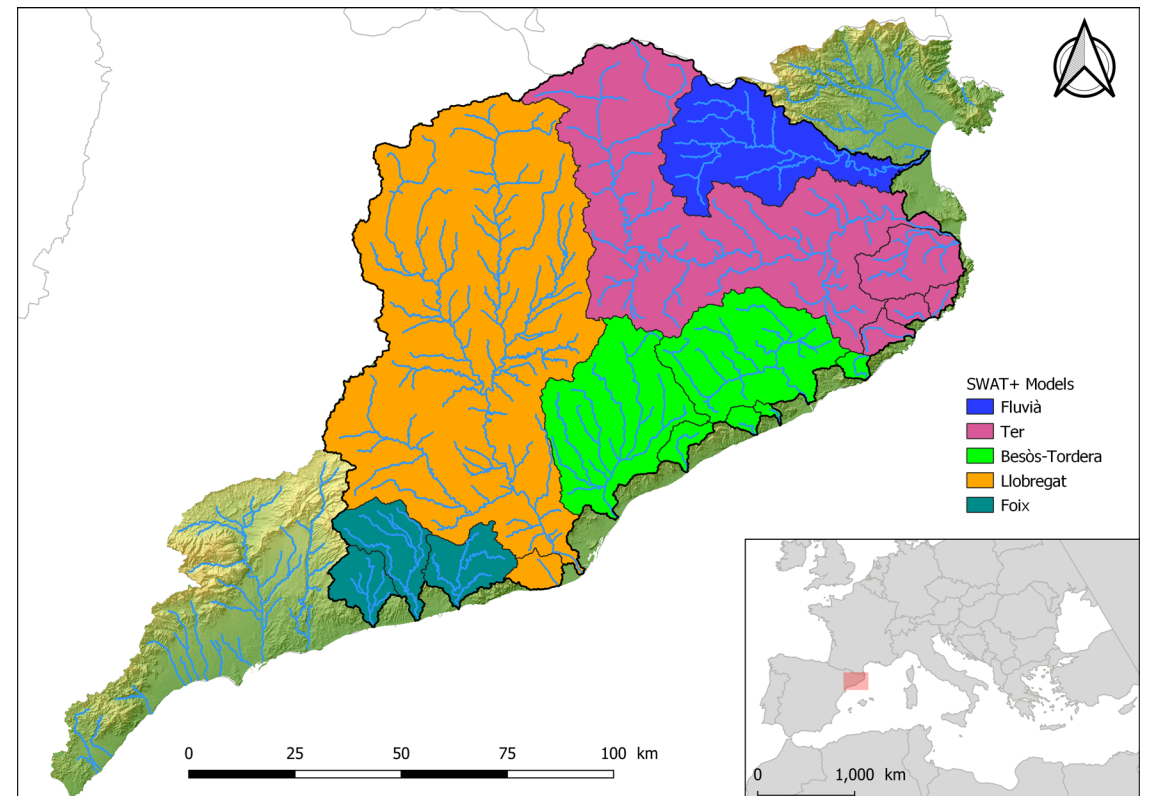 SWAT+ Models
Fluvià
Ter
Besòs-Tordera
Llobregat
Foix
0 25 50 75 100 km
0 1,000 km